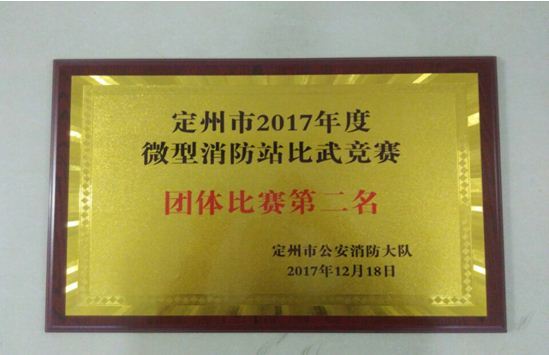 定州市2017年度
微型消防站比武竞赛
团体比赛第二名
定州市公安消防大队
2017年12月18日